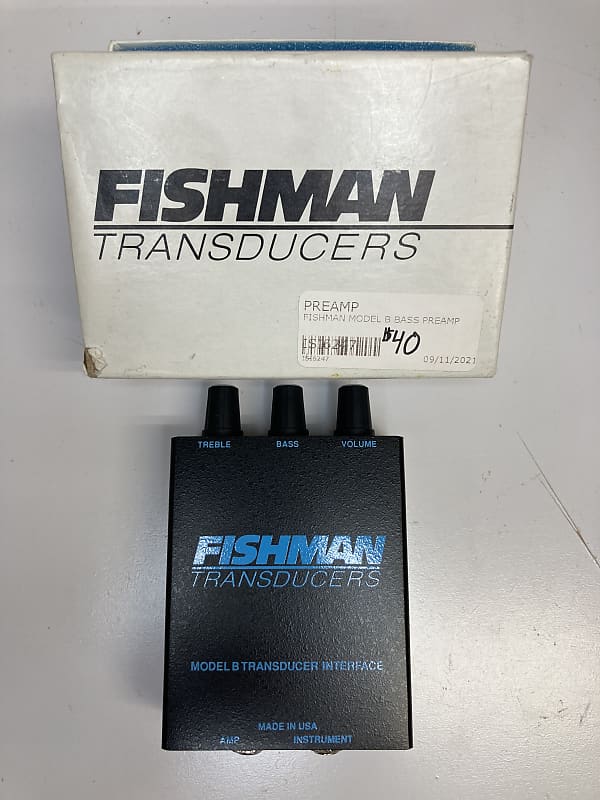 FISHMAN
TRANSDUCERS
PREAMP
FISHMAN MODEL B BASS PREAMP
$40
09/11/2021
TREBLE BASS VOLUME
FISHMAN
TRANSDUCERS
MODEL B TRANSDUCER INTERFACE
MADE IN USA
AMP INSTRUMENT